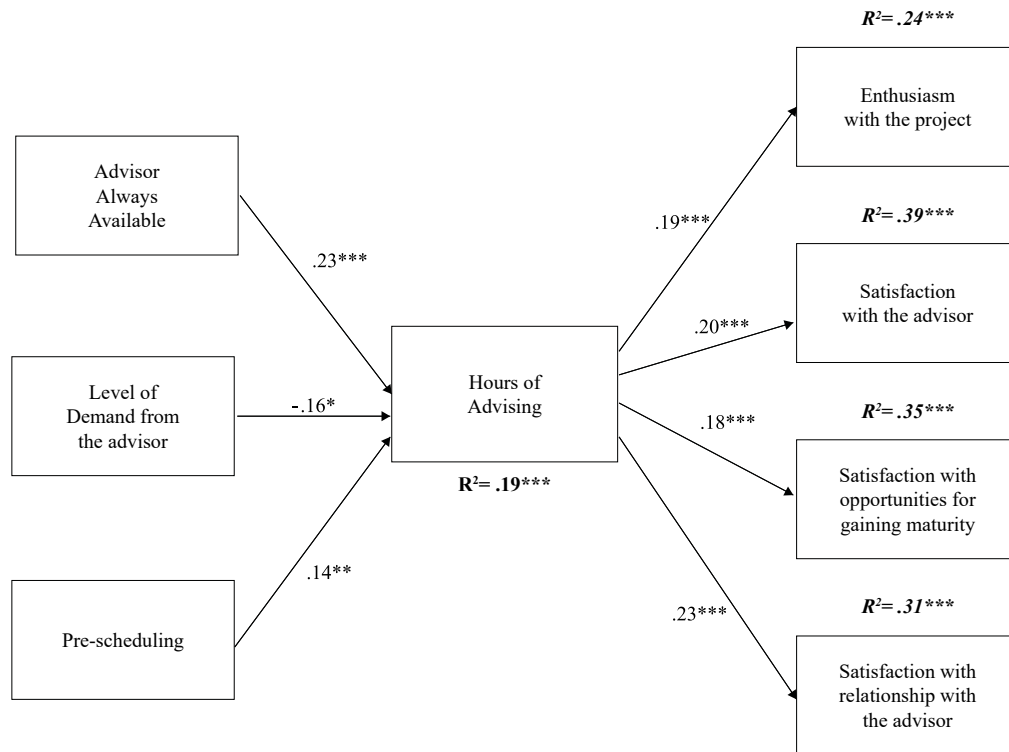 R²= .24***
Enthusiasm
with the project
Advisor
Always
Available
.19***
R²= .39***
.23***
Satisfaction
with the advisor
.20***
Level of
Demand from
the advisor
-.16*
Hours of
Advising
R²= .35***
.18***
R²= .19***
Satisfaction with
opportunities for
gaining maturity
.14**
R²= .31***
.23***
Pre-scheduling
Satisfaction with
relationship with
the advisor